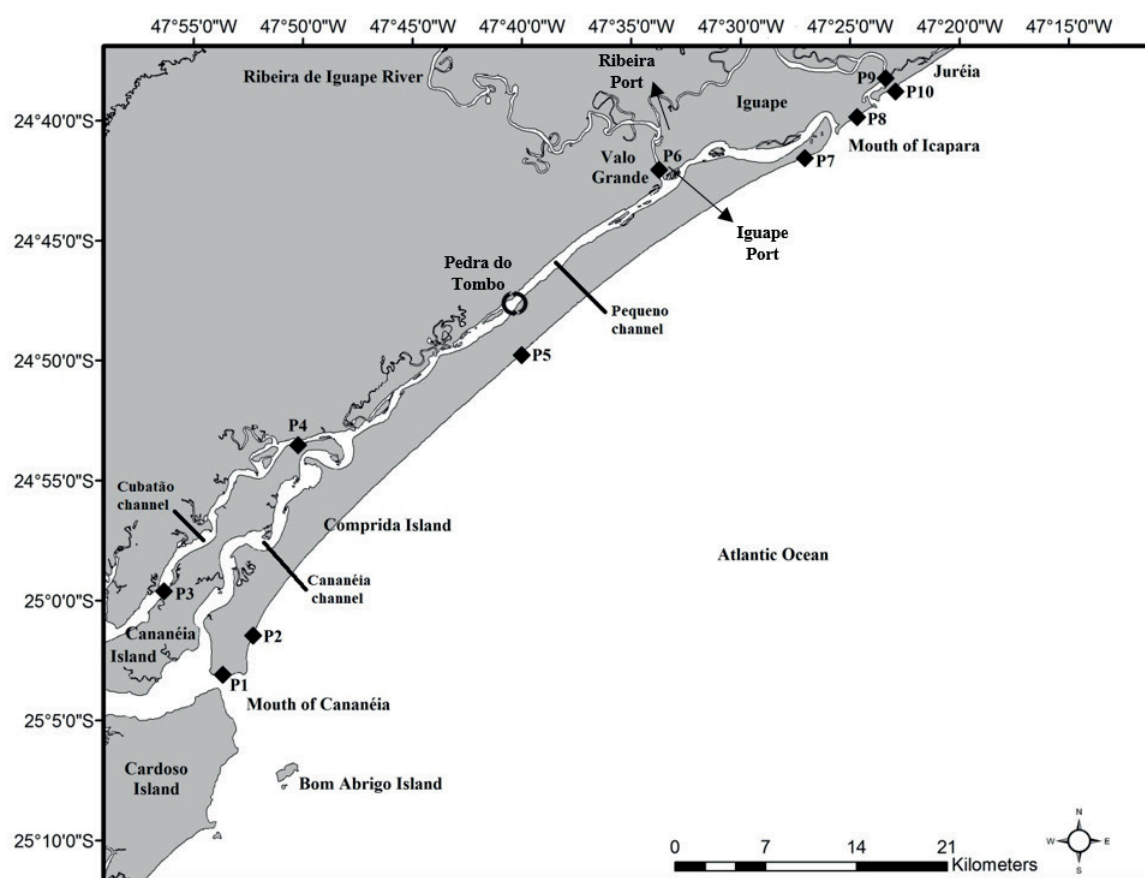 47°55'0"W 47°50'0"W 47°45'0"W 47°40'0"W 47°35'0"W 47°30'0"W 47°25'0"W 47°20'0"W 47°15'0"W
Ribeira de Iguape River
Ribeira
Port
Iguape
P9
Juréia
P10
24°40'0"S
P8
Mouth of Icapara
Valo
Grande
P6
P7
24°45'0"S
Iguape
Port
Pedra do
Tombo
Pequeno
channel
24°50'0"S
P5
P4
24°55'0"S
Cubatão
channel
Comprida Island
Atlantic Ocean
Cananéia
channel
25°0'0"S
P3
Cananéia
Island
P2
P1
Mouth of Cananéia
25°5'0"S
Cardoso
Island
Bom Abrigo Island
25°10'0"S
N
W E
S
0 7 14 21
Kilometers